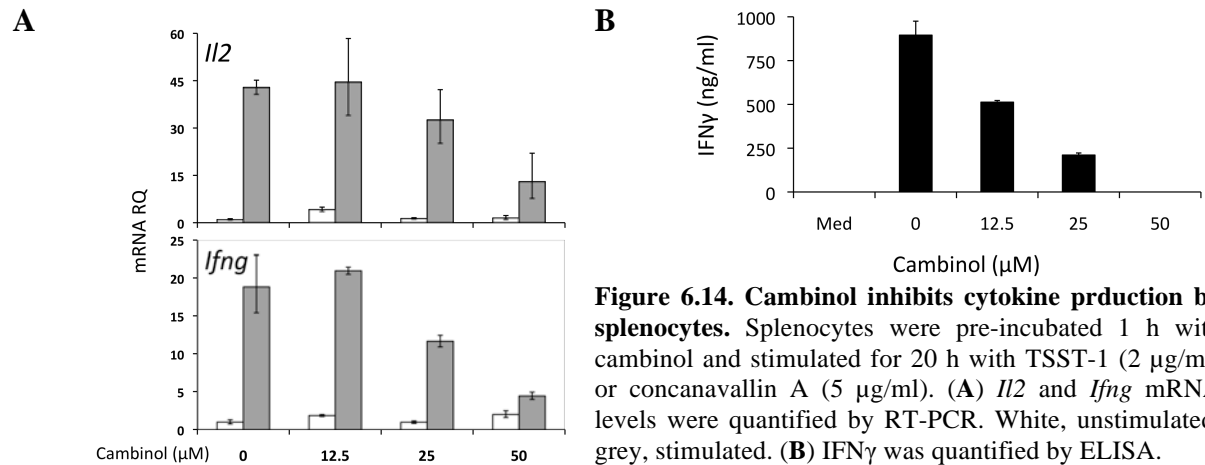 A
Il2
60
45
30
15
0
mRNA RQ
Ifng
25
20
15
10
5
0
Cambinol (μM) 0 12.5 25 50
B
IFNγ (ng/ml)
1000
750
500
250
0
Med 0 12.5 25 50
Cambinol (μM)
Figure 6.14. Cambinol inhibits cytokine prduction b
splenocytes. Splenocytes were pre-incubated 1 h wit
cambinol and stimulated for 20 h with TSST-1 (2 μg/m
or concanavallin A (5 μg/ml). (A) Il2 and Ifng mRNA
levels were quantified by RT-PCR. White, unstimulated
grey, stimulated. (B) IFNγ was quantified by ELISA.